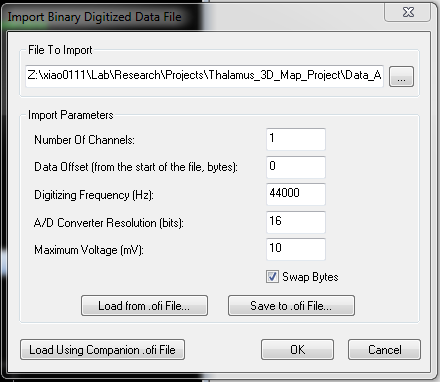 Import Binary Digitized Data File
File To Import
Z:\xiao0111\Lab\Research\Projects\Thalamus_3D_Map_Project\Data_A
...
Import Parameters
Number Of Channels:
1
Data Offset (from the start of the file, bytes):
0
Digitizing Frequency (Hz):
44000
A/D Converter Resolution (bits):
16
Maximum Voltage (mV):
10
Swap Bytes
Load from .ofi File...
Save to .ofi File...
Load Using Companion .ofi File
OK
Cancel